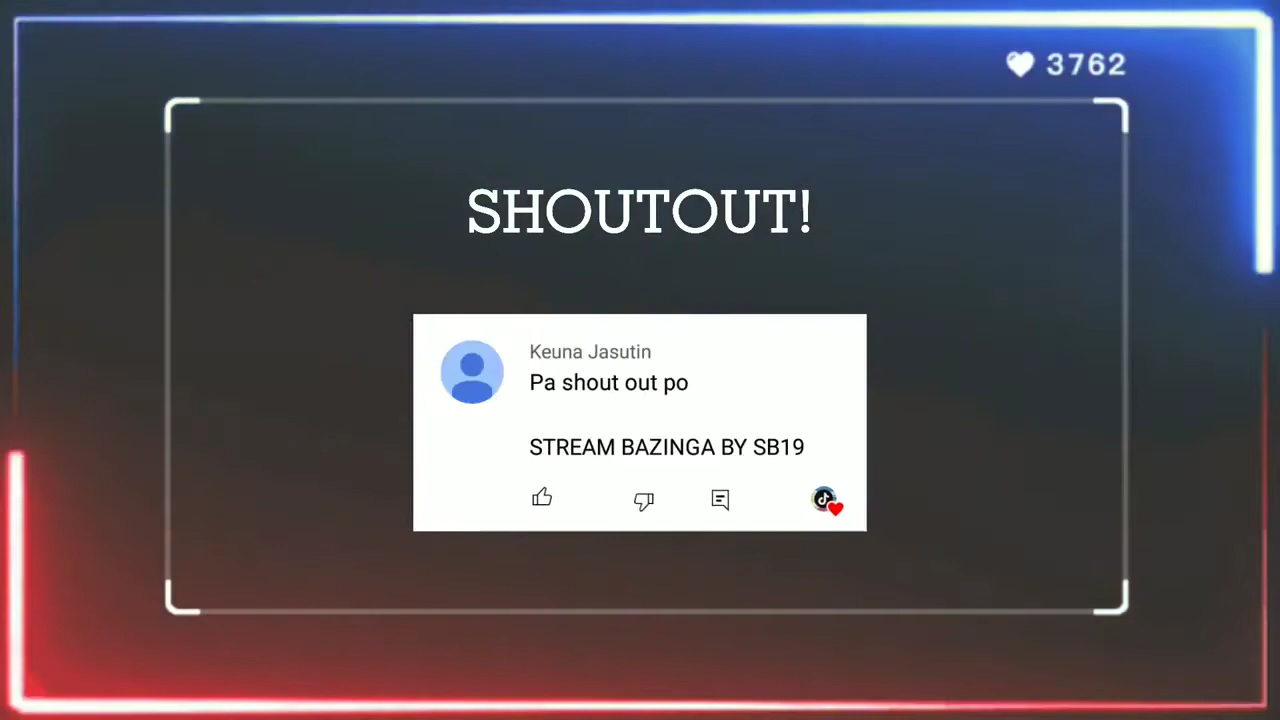 3762
SHOUTOUT!
Keuna Jasutin
Pa shout out po
STREAM BAZINGA BY SB19